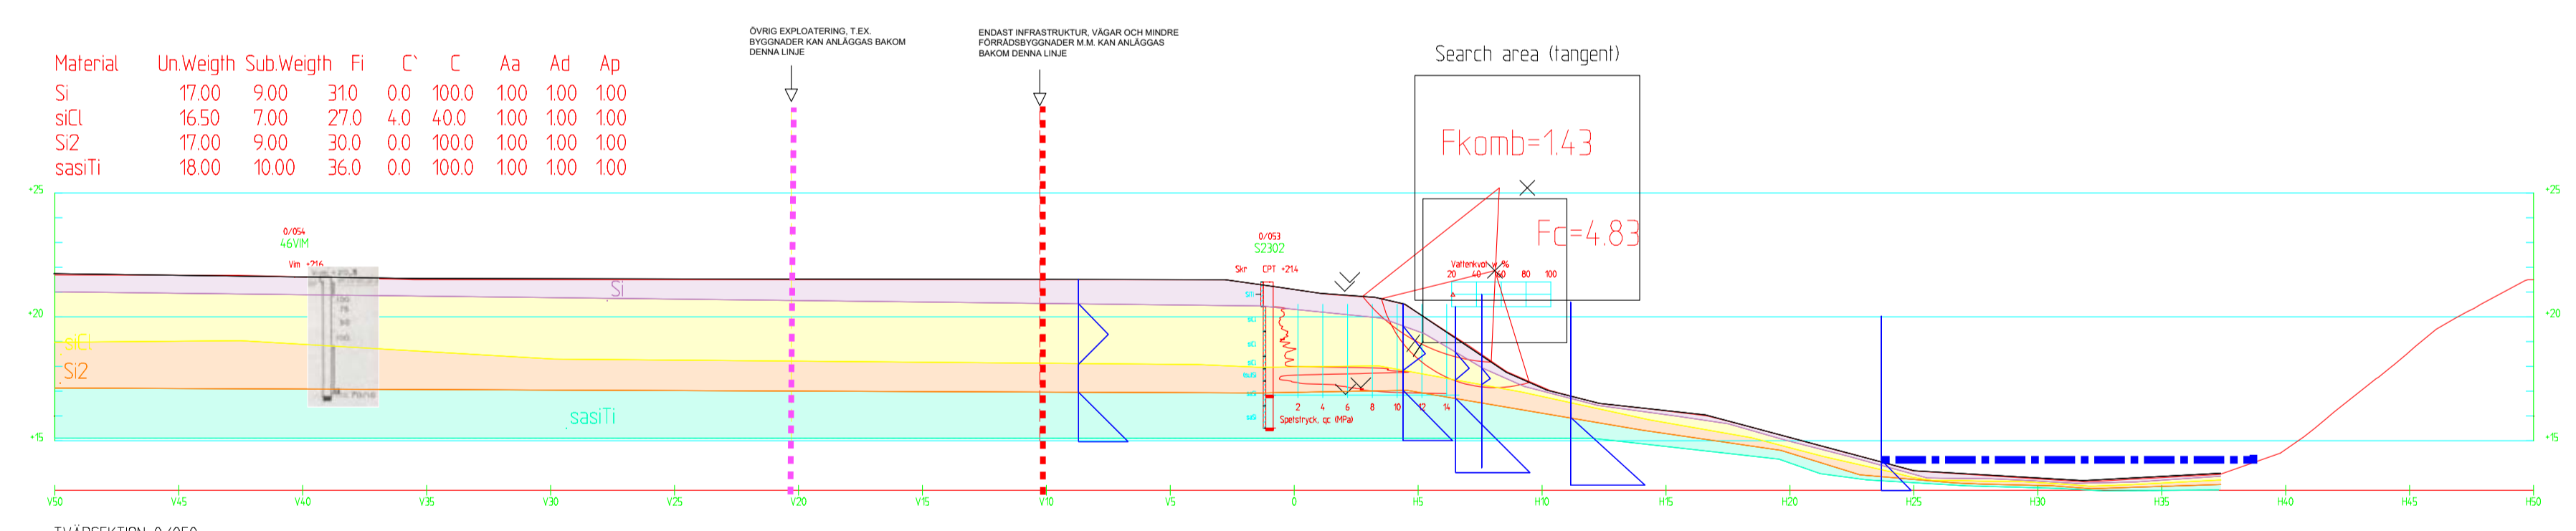 ÖVRIG EXPLOATERING, T.EX.
BYGGNADER KAN ANLÄGGAS BAKOM
DENNA LINJE
ENDAST INFRASTRUKTUR, VÄGAR OCH MINDRE
FÖRRÅDSBYGGNADER M.M. KAN ANLÄGGAS
BAKOM DENNA LINJE
Search area (tangent)
Material Un.Weigth Sub.Weigth Fi C` C Aa Ad Ap
Si 17.00 9.00 31.0 0.0 100.0 1.00 1.00 1.00
siCl 16.50 7.00 27.0 4.0 40.0 1.00 1.00 1.00
Si2 17.00 9.00 30.0 0.0 100.0 1.00 1.00 1.00
sasiTi 18.00 10.00 36.0 0.0 100.0 1.00 1.00 1.00
Fkomb=1.43
Fc=4.83
+25 +25
0/054
46VIM
Vim +21.6
0/053
S2302
Skr CPT +21.4
Vattenkvot w %
20 40 60 80 100
Si
+20 +20
siCl
Si2
sasiTi
2 4 6 8 10 12 14
Spetstryck, qc (MPa)
+15 +15
V50 V45 V40 V35 V30 V25 V20 V15 V10 V5 0 H5 H10 H15 H20 H25 H30 H35 H40 H45 H50